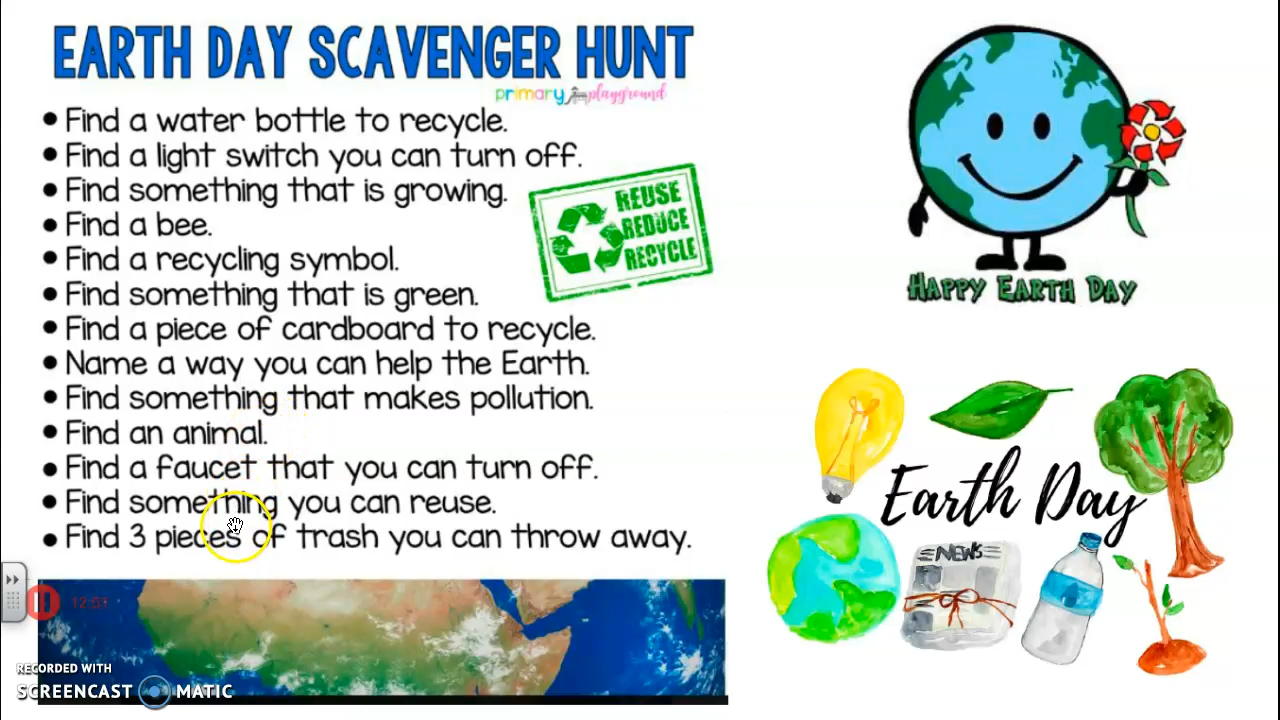 EARTH DAY SCAVENGER HUNT
primary playground
• Find a water bottle to recycle.
• Find a light switch you can turn off.
• Find something that is growing.
• Find a bee.
• Find a recycling symbol.
• Find something that is green.
• Find a piece of cardboard to recycle.
• Name a way you can help the Earth.
• Find something that makes pollution.
• Find an animal.
• Find a faucet that you can turn off.
• Find something you can reuse.
• Find 3 pieces of trash you can throw away.
REUSE
REDUCE
RECYCLE
HAPPY EARTH DAY
Earth Day
NEWS
RECORDED WITH
SCREENCAST MATIC